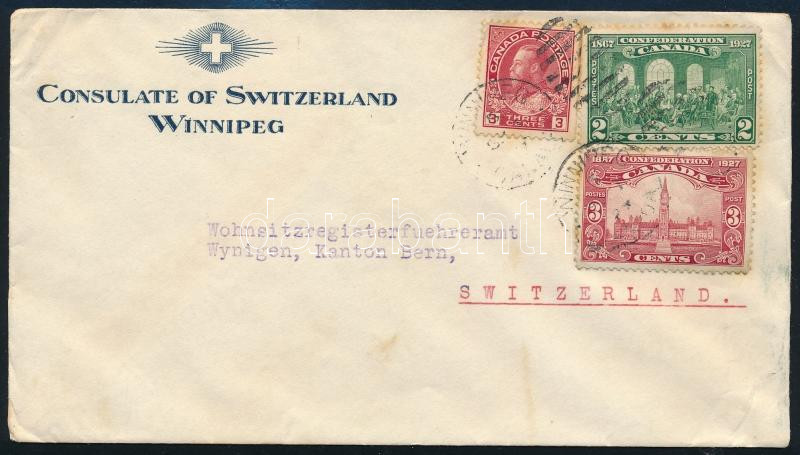 CONSULATE OF SWITZERLAND
WINNIPEG
CANADA POSTAGE
3 THREE CENTS 3
1867 CONFEDERATION 1927
CANADA
POSTES POST
2 CENTS 2
1867 CONFEDERATION 1927
CANADA
POSTES POST
3 3
CENTS
Wohnsitzregisterfuehreramt
Wynigen, Kanton Bern,
SWITZERLAND.